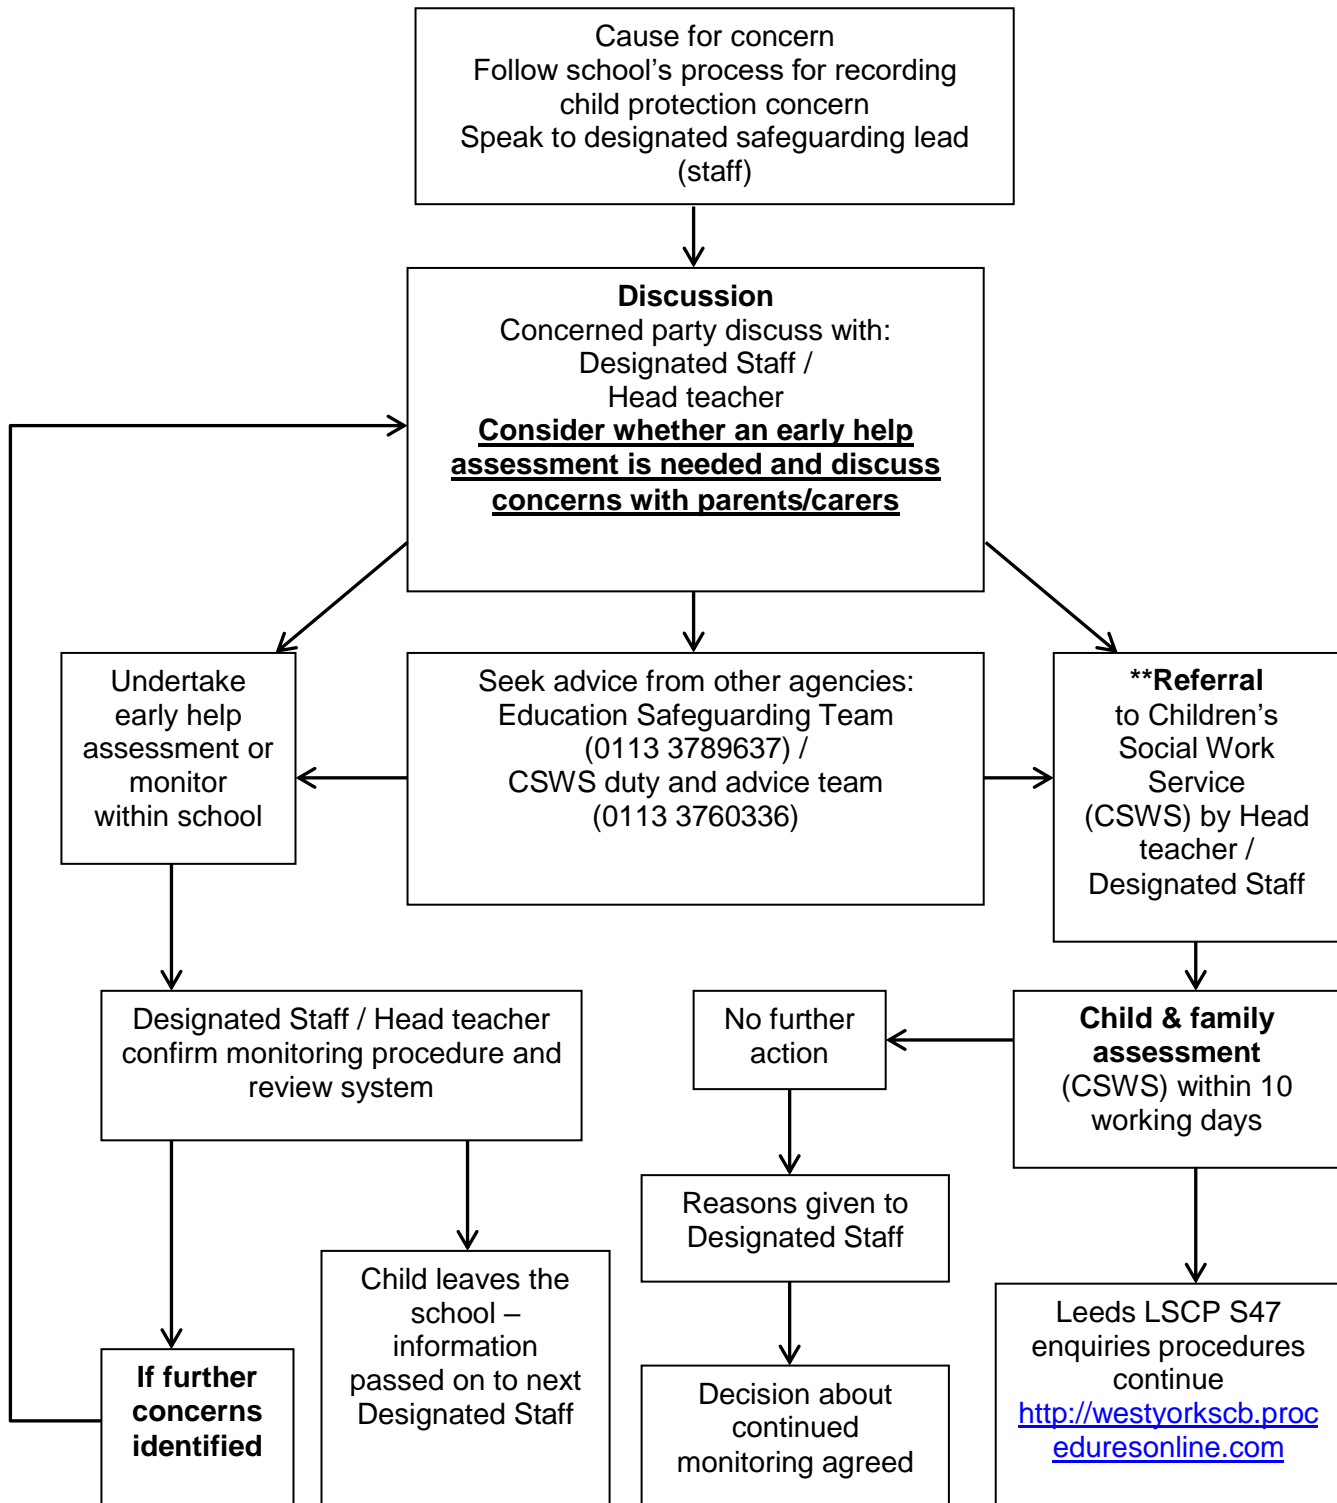 Cause for concern
Follow school’s process for recording
child protection concern
Speak to designated safeguarding lead
(staff)
Discussion
Concerned party discuss with:
Designated Staff /
Head teacher
Consider whether an early help
assessment is needed and discuss
concerns with parents/carers
Undertake
early help
assessment or
monitor
within school
Seek advice from other agencies:
Education Safeguarding Team
(0113 3789637) /
CSWS duty and advice team
(0113 3760336)
**Referral
to Children’s
Social Work
Service
(CSWS) by Head
teacher /
Designated Staff
Designated Staff / Head teacher
confirm monitoring procedure and
review system
No further
action
Child & family
assessment
(CSWS) within 10
working days
Reasons given to
Designated Staff
If further
concerns
identified
Child leaves the
school –
information
passed on to next
Designated Staff
Decision about
continued
monitoring agreed
Leeds LSCP S47
enquiries procedures
continue
http://westyorkscb.proc
eduresonline.com